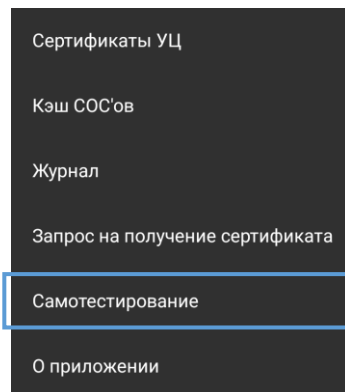 Сертификаты УЦ
Кэш СОС'ов
Журнал
Запрос на получение сертификата
Самотестирование
О приложении